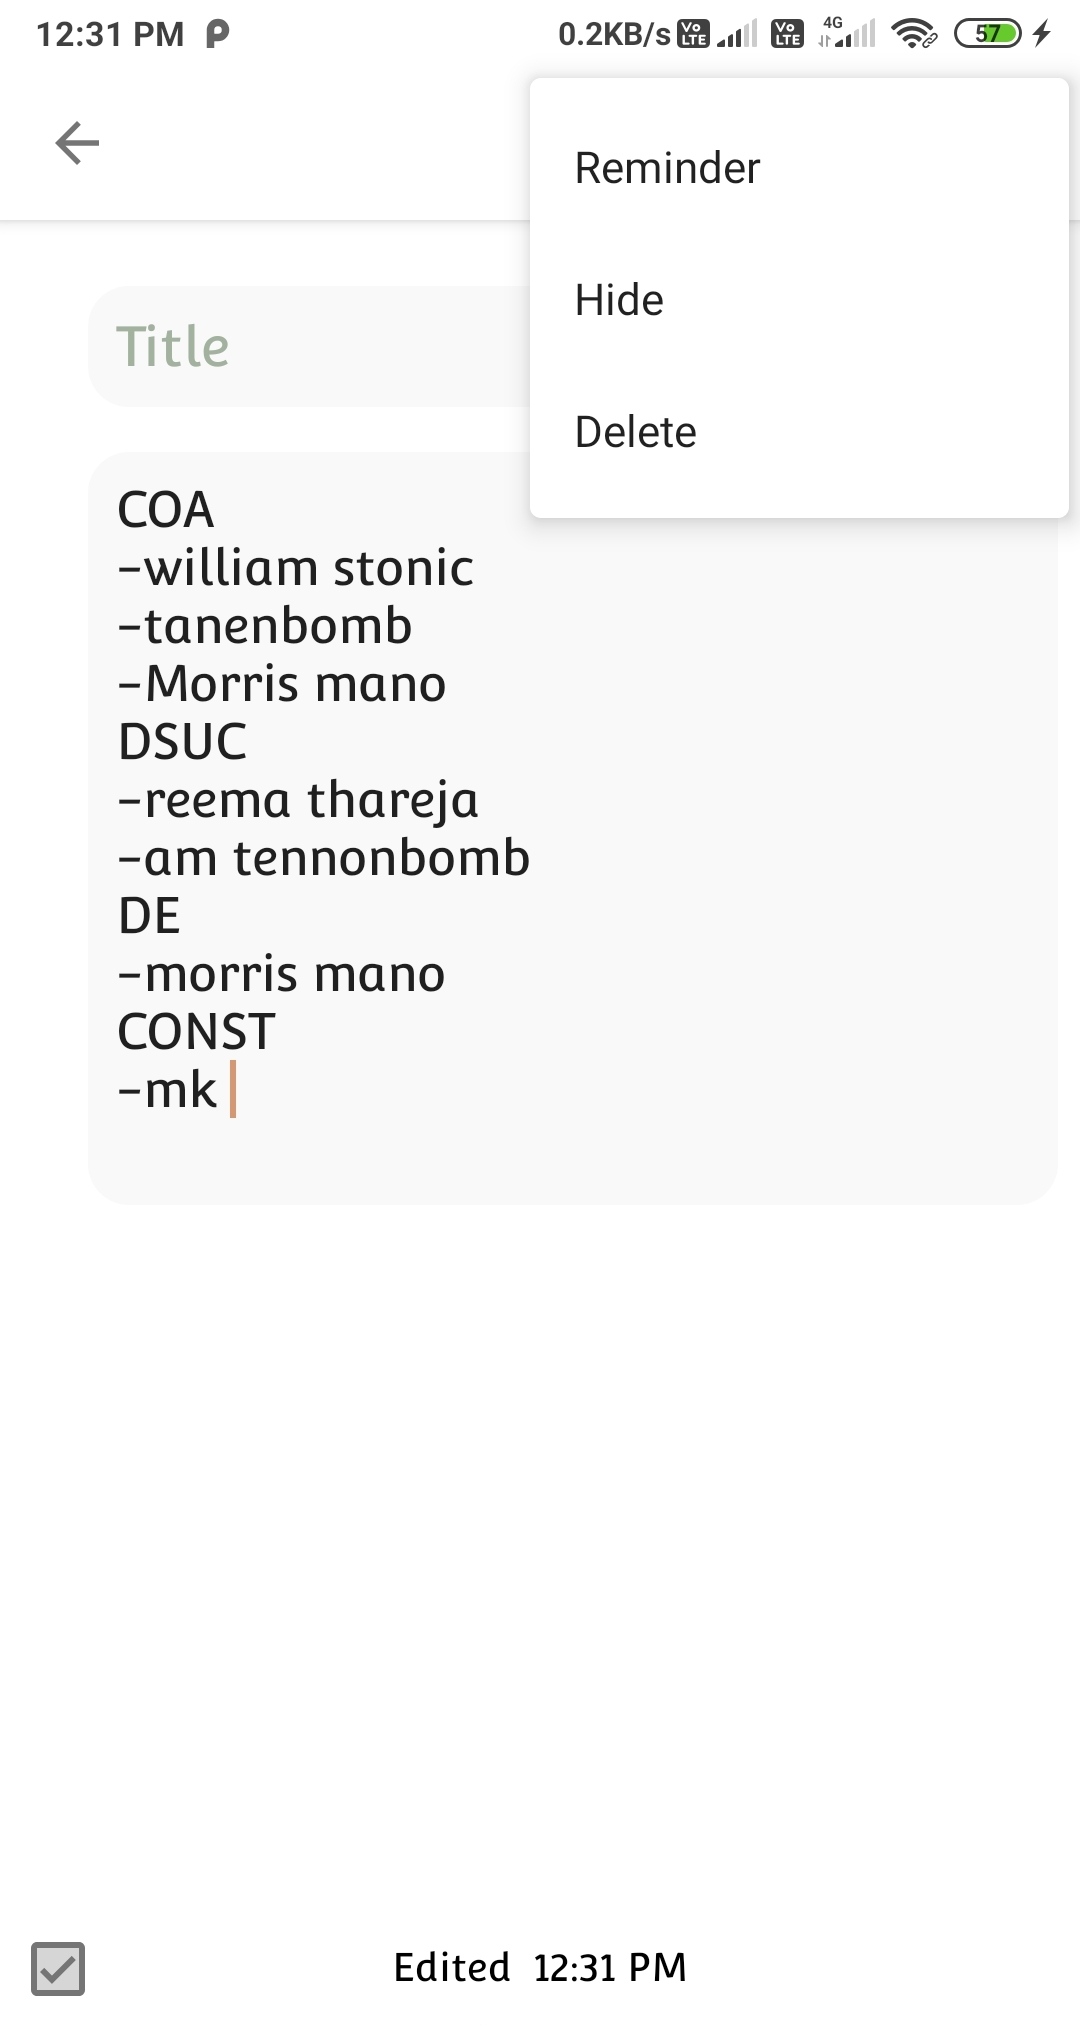 12:31 PM
0.2KB/s Vo LTE Vo LTE 4G 57
Reminder
Hide
Delete
Title
COA
-william stonic
-tanenbomb
-Morris mano
DSUC
-reema thareja
-am tennonbomb
DE
-morris mano
CONST
-mk
Edited 12:31 PM